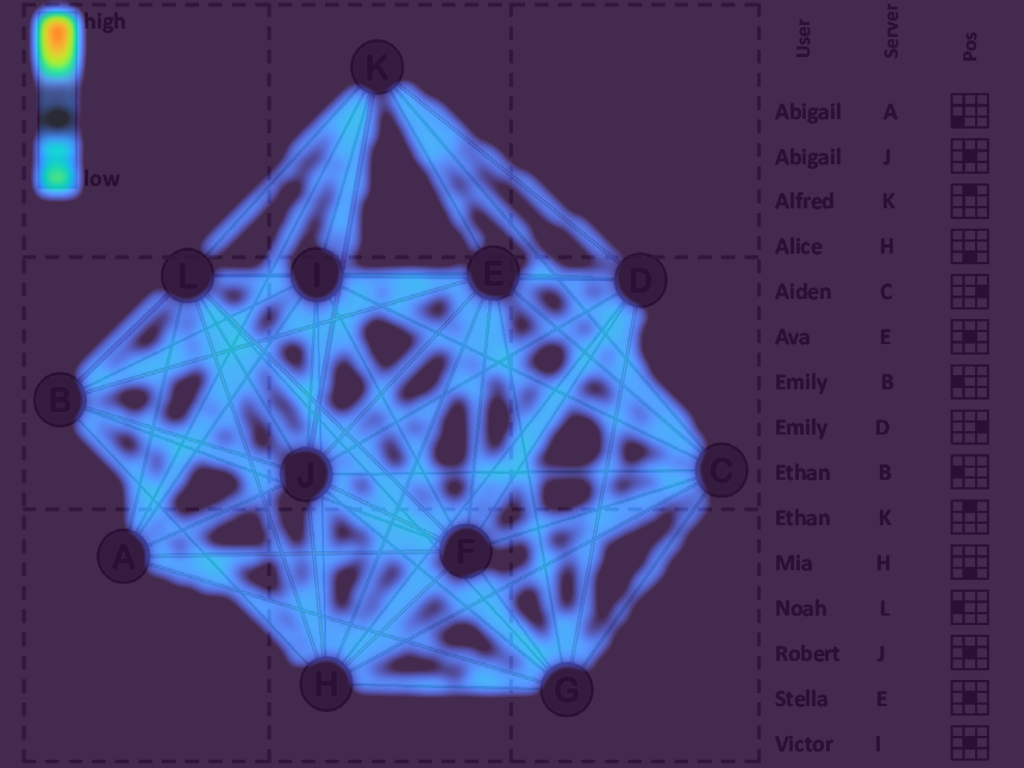 high
low
K
L
I
E
D
B
J
C
A
F
H
G
User Server Pos
Abigail A
Abigail J
Alfred K
Alice H
Aiden C
Ava E
Emily B
Emily D
Ethan B
Ethan K
Mia H
Noah L
Robert J
Stella E
Victor I